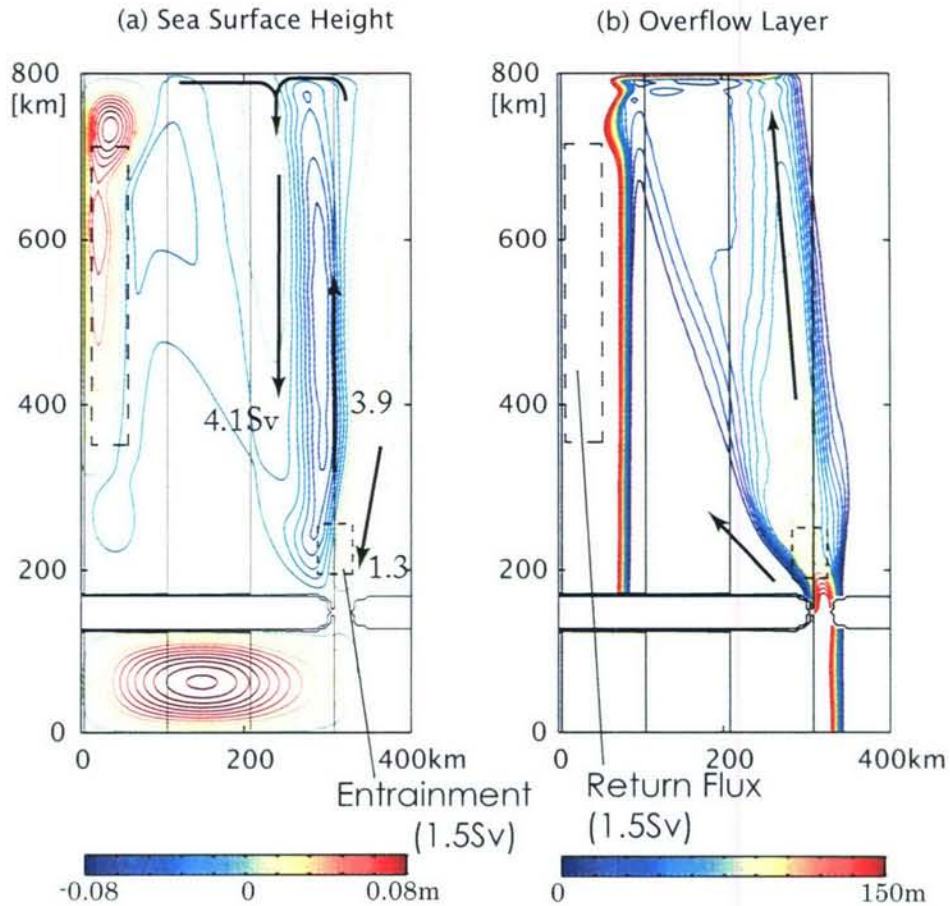 (a) Sea Surface Height
(b) Overflow Layer
800
[km]
600
400
200
0
4.1Sv
3.9
1.3
0
200
400km
800
[km]
600
400
200
0
0
200
400km
Entrainment
(1.5Sv)
Return Flux
(1.5Sv)
-0.08
0
0.08m
0
150m